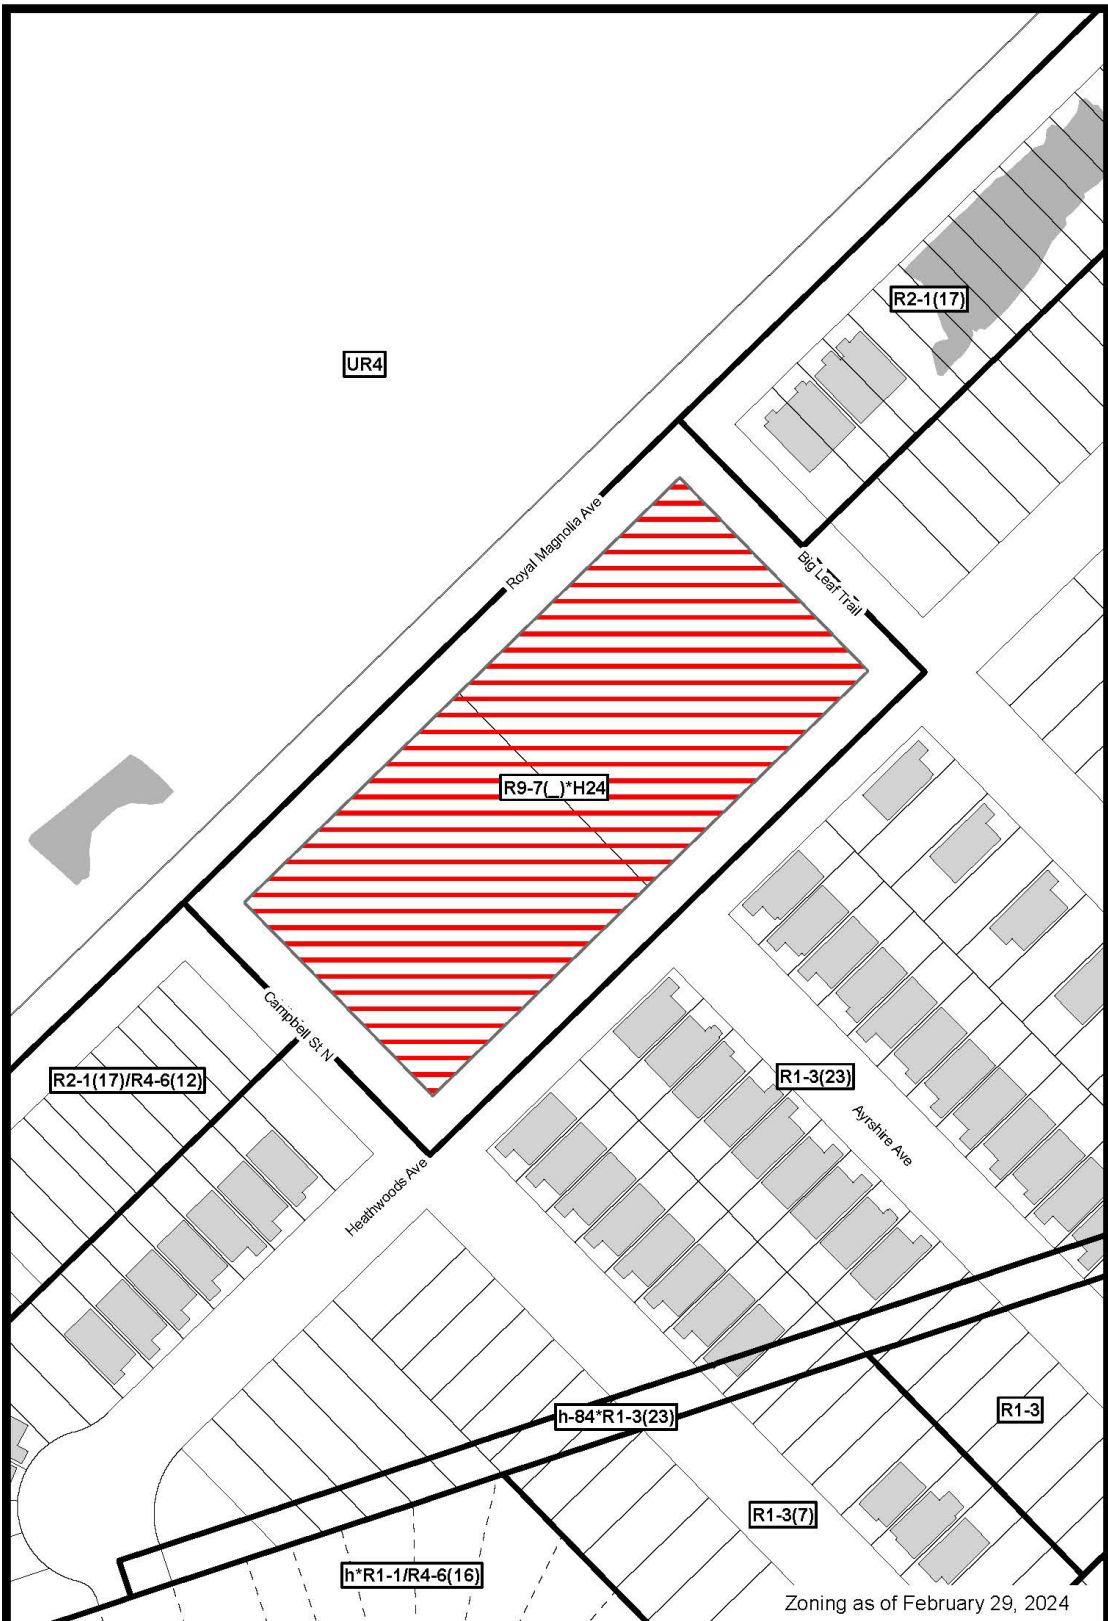 R2-1(17)
UR4
Royal Magnolia Ave
Big Leaf Trail
R9-7(_)*H24
Campbell St N
R2-1(17)/R4-6(12)
R1-3(23)
Ayrshire Ave
Heathwoods Ave
h-84*R1-3(23)
R1-3
R1-3(7)
h*R1-1/R4-6(16)
Zoning as of February 29, 2024